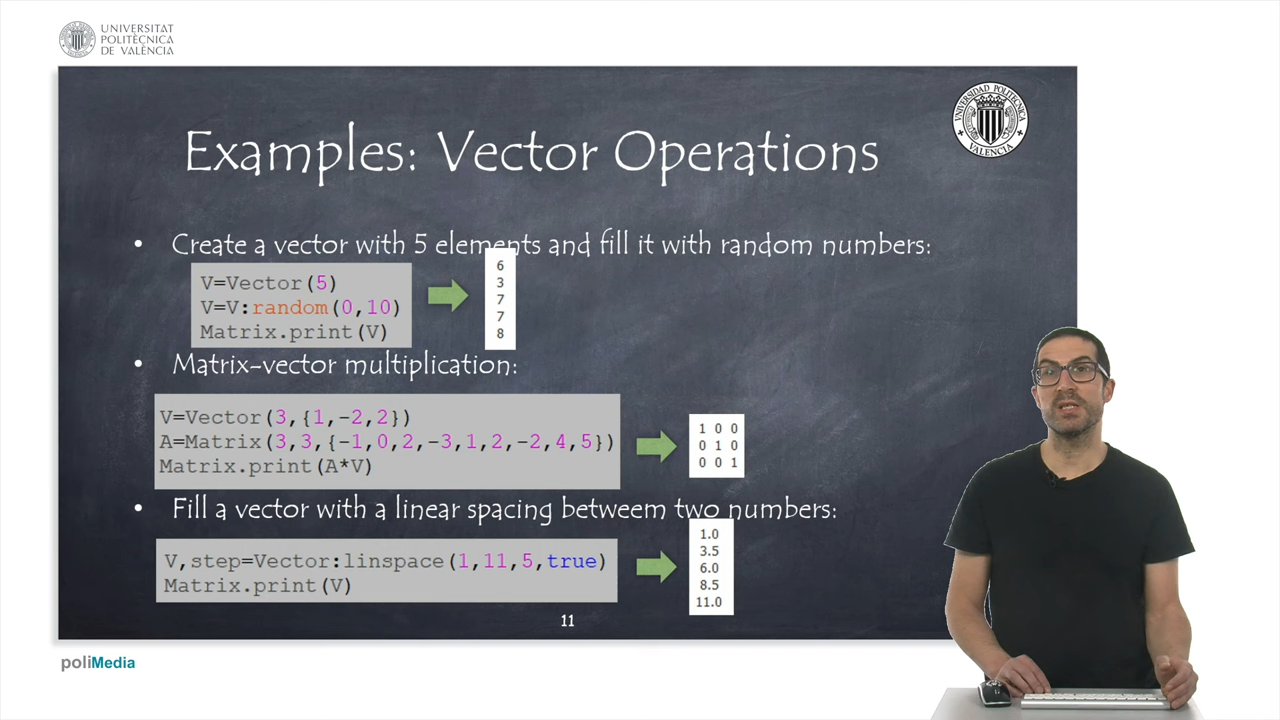 UNIVERSITAT
POLITÈCNICA
DE VALÈNCIA
UNIVERSIDAD POLITECNICA
VALENCIA
Examples: Vector Operations
• Create a vector with 5 elements and fill it with random numbers:
V=Vector(5)
V=V:random(0,10)
Matrix.print(V)
6
3
7
7
8
• Matrix-vector multiplication:
V=Vector(3,{1,-2,2})
A=Matrix(3,3,{-1,0,2,-3,1,2,-2,4,5})
Matrix.print(A*V)
1 0 0
0 1 0
0 0 1
• Fill a vector with a linear spacing betweem two numbers:
V,step=Vector:linspace(1,11,5,true)
Matrix.print(V)
1.0
3.5
6.0
8.5
11.0
11
poliMedia